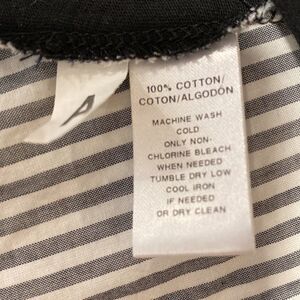 A
100% COTTON/
COTON/ALGODÓN
MACHINE WASH
COLD
ONLY NON-
CHLORINE BLEACH
WHEN NEEDED
TUMBLE DRY LOW
COOL IRON
IF NEEDED
OR DRY CLEAN